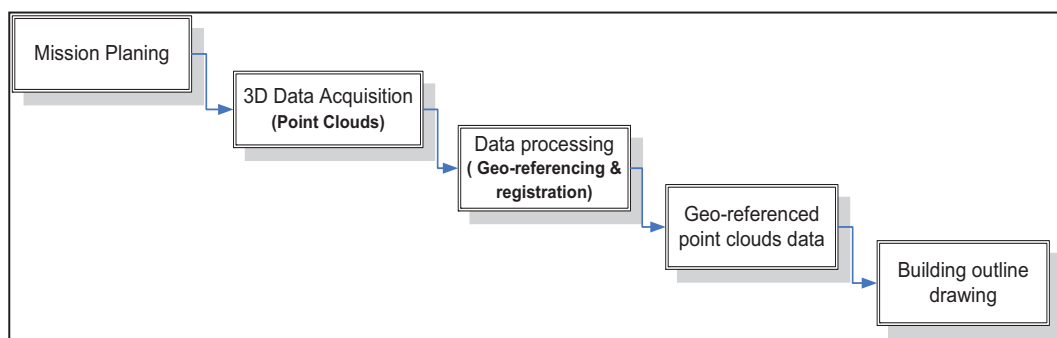 Mission Planing
3D Data Acquisition
(Point Clouds)
Data processing
( Geo-referencing &
registration)
Geo-referenced
point clouds data
Building outline
drawing